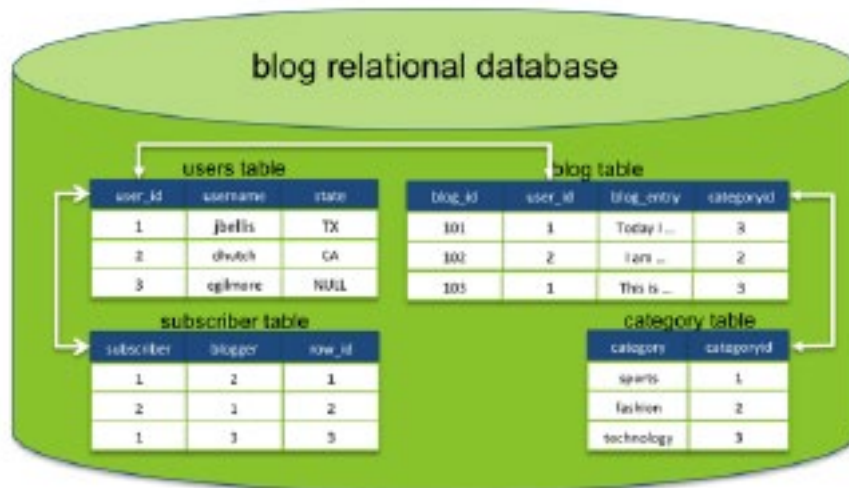 blog relational database
users table
user_id username state
1 jbellis TX
2 dhutch CA
3 egilmore NULL
blog table
blog_id user_id blog_entry categoryid
101 1 Today I ...
3
102 2 I am ..
2
103 1 This is ...
3
subscriber table
subscriber blogger row_id
1 2 1
2 1 2
1 3 3
category table
category categoryid
sports 1
fashion 2
technology 3